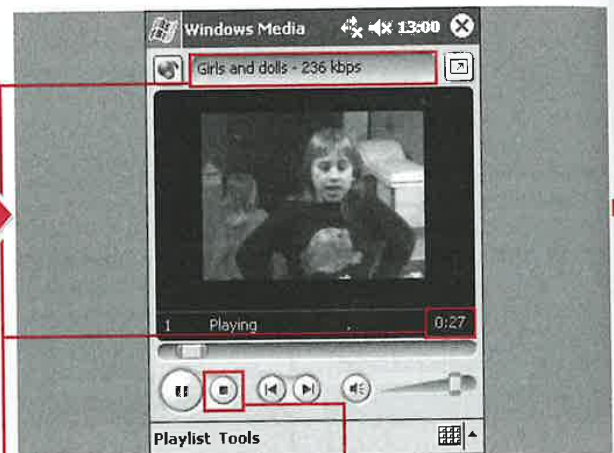 Windows Media 13:00
Girls and dolls - 236 kbps
1 Playing 0:27
Playlist Tools